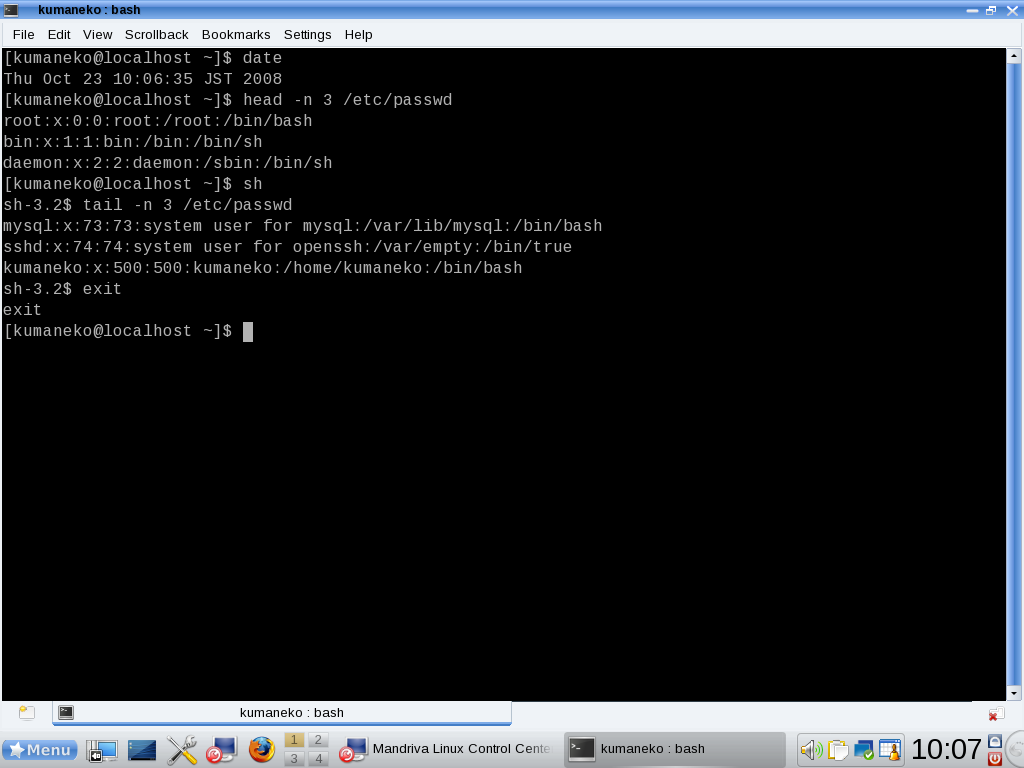 kumaneko : bash
File Edit View Scrollback Bookmarks Settings Help
[kumaneko@localhost ~]$ date
Thu Oct 23 10:06:35 JST 2008
[kumaneko@localhost ~]$ head -n 3 /etc/passwd
root:x:0:0:root:/root:/bin/bash
bin:x:1:1:bin:/bin:/bin/sh
daemon:x:2:2:daemon:/sbin:/bin/sh
[kumaneko@localhost ~]$ sh
sh-3.2$ tail -n 3 /etc/passwd
mysql:x:73:73:system user for mysql:/var/lib/mysql:/bin/bash
sshd:x:74:74:system user for openssh:/var/empty:/bin/true
kumaneko:x:500:500:kumaneko:/home/kumaneko:/bin/bash
sh-3.2$ exit
exit
[kumaneko@localhost ~]$
kumaneko : bash
Menu 1 2 3 4 Mandriva Linux Control Cente kumaneko : bash 10:07